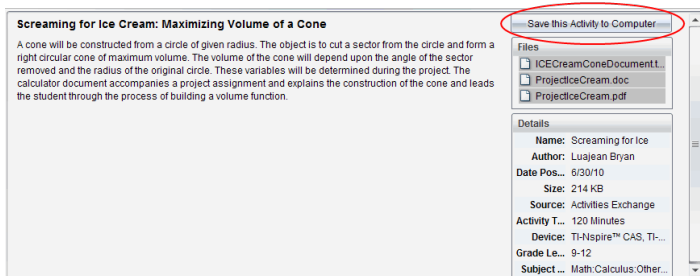 Screaming for Ice Cream: Maximizing Volume of a Cone
A cone will be constructed from a circle of given radius. The object is to cut a sector from the circle and form a
right circular cone of maximum volume. The volume of the cone will depend upon the angle of the sector
removed and the radius of the original circle. These variables will be determined during the project. The
calculator document accompanies a project assignment and explains the construction of the cone and leads
the student through the process of building a volume function.
Save this Activity to Computer
Files
ICECreamConeDocument.t...
ProjectIceCream.doc
ProjectIceCream.pdf
Details
Name: Screaming for Ice
Author: Luajean Bryan
Date Pos... 6/30/10
Size: 214 KB
Source: Activities Exchange
Activity T... 120 Minutes
Device: TI-Nspire™ CAS, TI-...
Grade Le... 9-12
Subject ... Math:Calculus:Other...